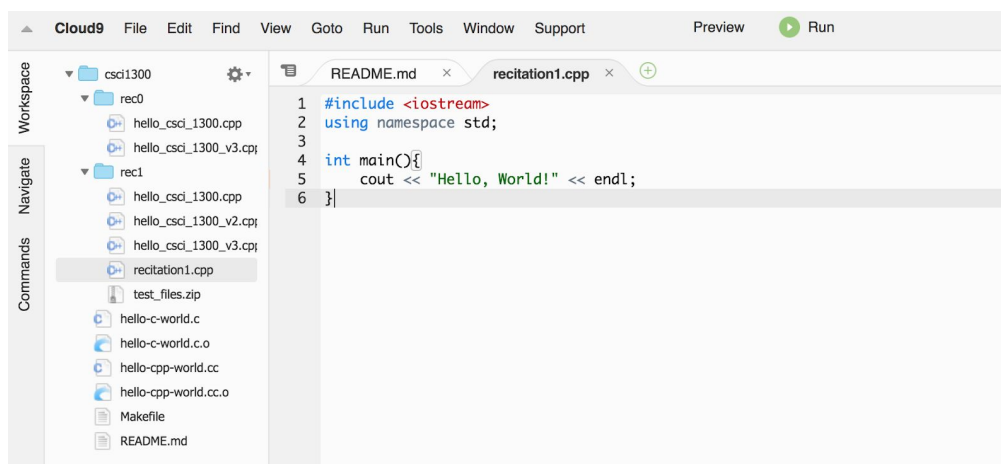 Cloud9 File Edit Find View Goto Run Tools Window Support Preview Run
Workspace
Navigate
Commands
csci1300
rec0
hello_csci_1300.cpp
hello_csci_1300_v3.cpp
rec1
hello_csci_1300.cpp
hello_csci_1300_v2.cpp
hello_csci_1300_v3.cpp
recitation1.cpp
test_files.zip
hello-c-world.c
hello-c-world.c.o
hello-cpp-world.cc
hello-cpp-world.cc.o
Makefile
README.md
README.md × recitation1.cpp ×
1 #include <iostream>
2 using namespace std;
3
4 int main(){
5     cout << "Hello, World!" << endl;
6 }